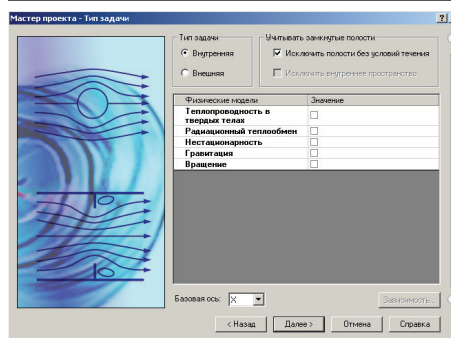 Мастер проекта - Тип задачи
Тип задачи
Внутренняя
Внешняя
Учитывать замкнутые полости
Исключить полости без условий течения
Исключить внутреннее пространство
Физические модели Значение
Теплопроводность в
твердых телах
Радиационный теплообмен
Нестационарность
Гравитация
Вращение
Базовая ось: X
Зависимость...
< Назад Далее > Отмена Справка